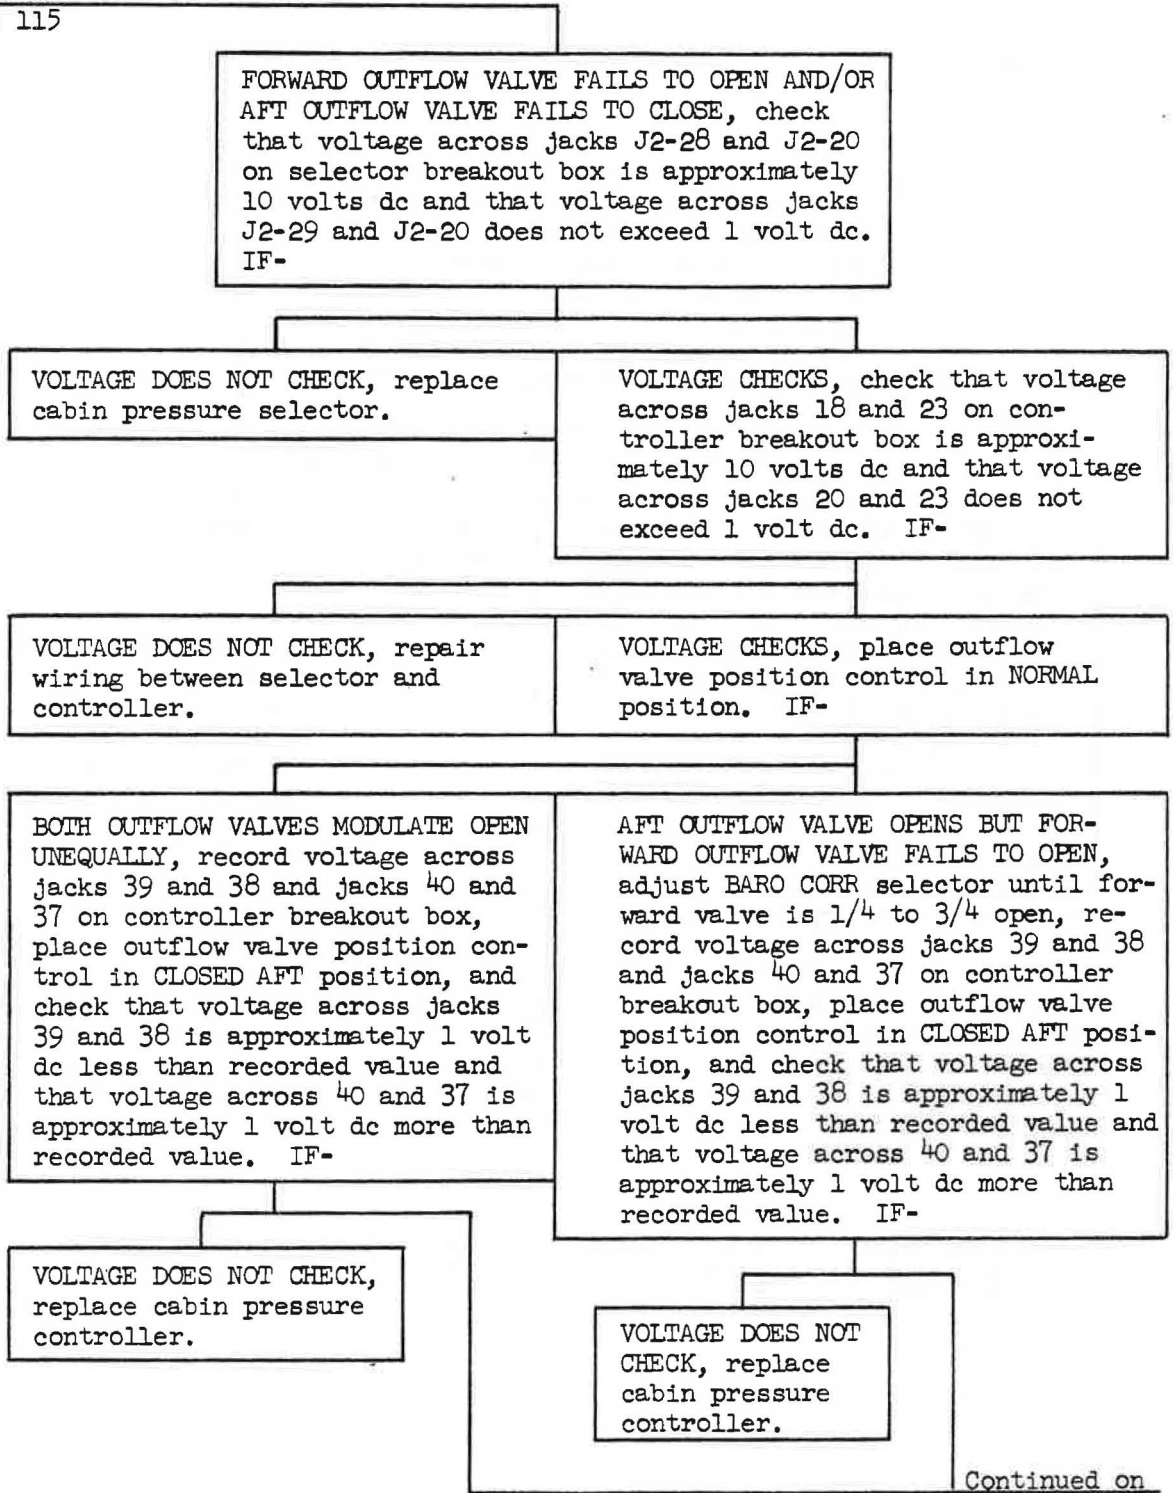 115
FORWARD OUTFLOW VALVE FAILS TO OPEN AND/OR
AFT OUTFLOW VALVE FAILS TO CLOSE, check
that voltage across jacks J2-28 and J2-20
on selector breakout box is approximately
10 volts dc and that voltage across jacks
J2-29 and J2-20 does not exceed 1 volt dc.
IF-
VOLTAGE DOES NOT CHECK, replace
cabin pressure selector.
VOLTAGE CHECKS, check that voltage
across jacks 18 and 23 on con-
troller breakout box is approxi-
mately 10 volts dc and that voltage
across jacks 20 and 23 does not
exceed 1 volt dc. IF-
VOLTAGE DOES NOT CHECK, repair
wiring between selector and
controller.
VOLTAGE CHECKS, place outflow
valve position control in NORMAL
position. IF-
BOTH OUTFLOW VALVES MODULATE OPEN
UNEQUALLY, record voltage across
jacks 39 and 38 and jacks 40 and
37 on controller breakout box,
place outflow valve position con-
trol in CLOSED AFT position, and
check that voltage across jacks
39 and 38 is approximately 1 volt
dc less than recorded value and
that voltage across 40 and 37 is
approximately 1 volt dc more than
recorded value. IF-
AFT OUTFLOW VALVE OPENS BUT FOR-
WARD OUTFLOW VALVE FAILS TO OPEN,
adjust BARO CORR selector until for-
ward valve is 1/4 to 3/4 open, re-
cord voltage across jacks 39 and 38
and jacks 40 and 37 on controller
breakout box, place outflow valve
position control in CLOSED AFT posi-
tion, and check that voltage across
jacks 39 and 38 is approximately 1
volt dc less than recorded value and
that voltage across 40 and 37 is
approximately 1 volt dc more than
recorded value. IF-
VOLTAGE DOES NOT CHECK,
replace cabin pressure
controller.
VOLTAGE DOES NOT
CHECK, replace
cabin pressure
controller.
Continued on